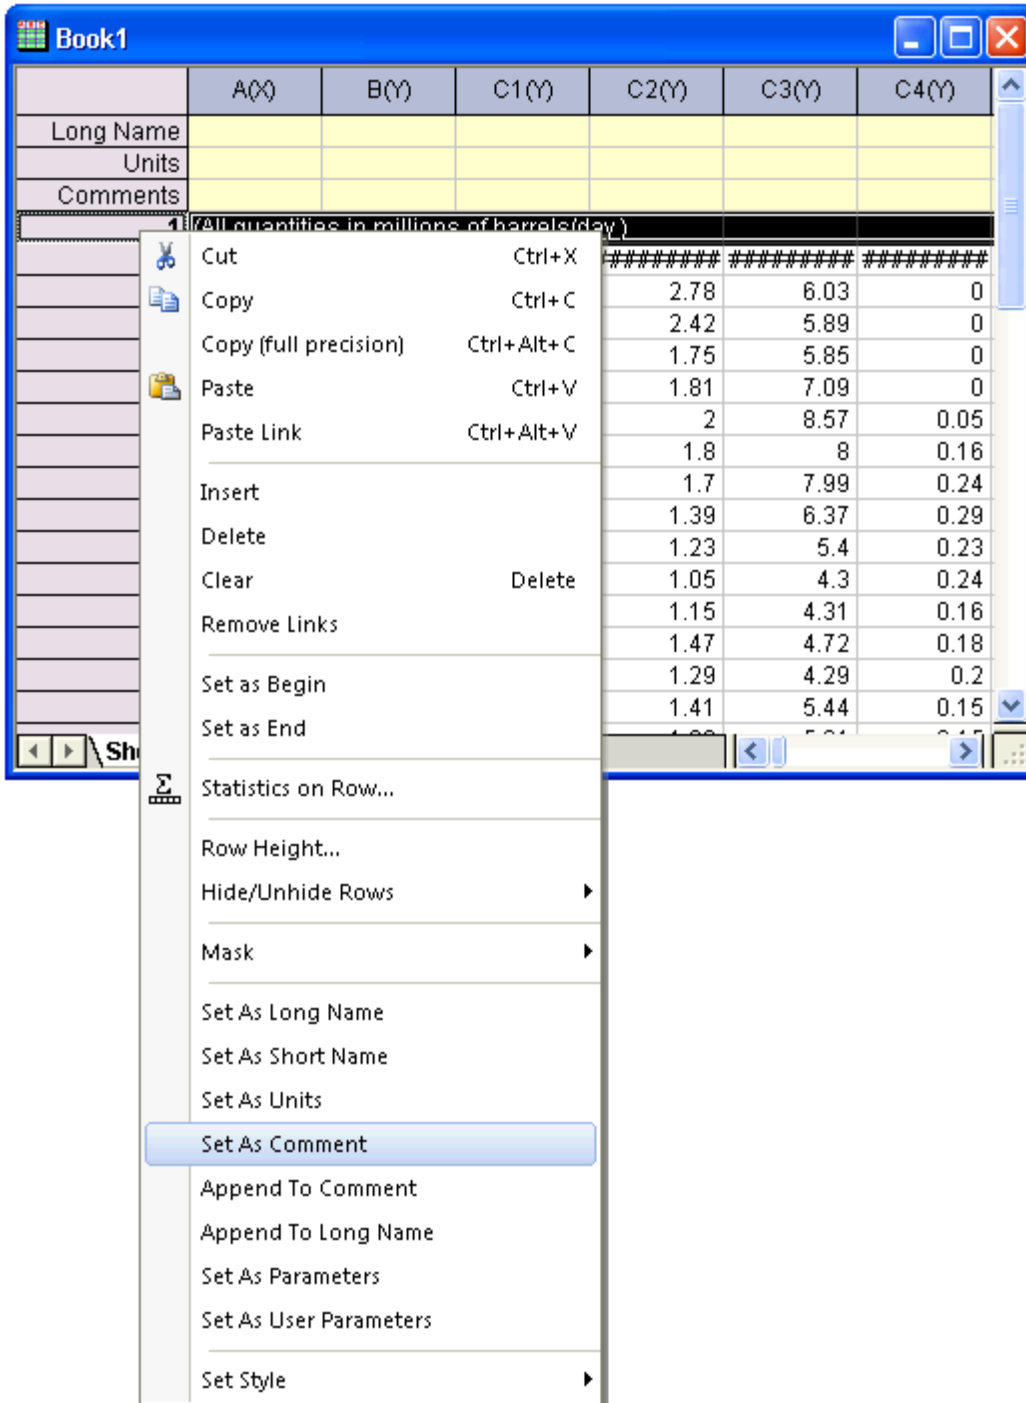 Book1
A(X) B(Y) C1(Y) C2(Y) C3(Y) C4(Y)
Long Name
Units
Comments
1 (All quantities in millions of barrels/day)
Cut Ctrl+X ######### ######### #########
Copy Ctrl+C 2.78 6.03 0
2.42 5.89 0
Copy (full precision) Ctrl+Alt+C 1.75 5.85 0
Paste Ctrl+V 1.81 7.09 0
2 8.57 0.05
Paste Link Ctrl+Alt+V
1.8 8 0.16
Insert 1.7 7.99 0.24
1.39 6.37 0.29
Delete 1.23 5.4 0.23
Clear Delete 1.05 4.3 0.24
1.15 4.31 0.16
Remove Links
1.47 4.72 0.18
Set as Begin 1.29 4.29 0.2
1.41 5.44 0.15
Set as End
Statistics on Row...
Row Height...
Hide/Unhide Rows
Mask
Set As Long Name
Set As Short Name
Set As Units
Set As Comment
Append To Comment
Append To Long Name
Set As Parameters
Set As User Parameters
Set Style